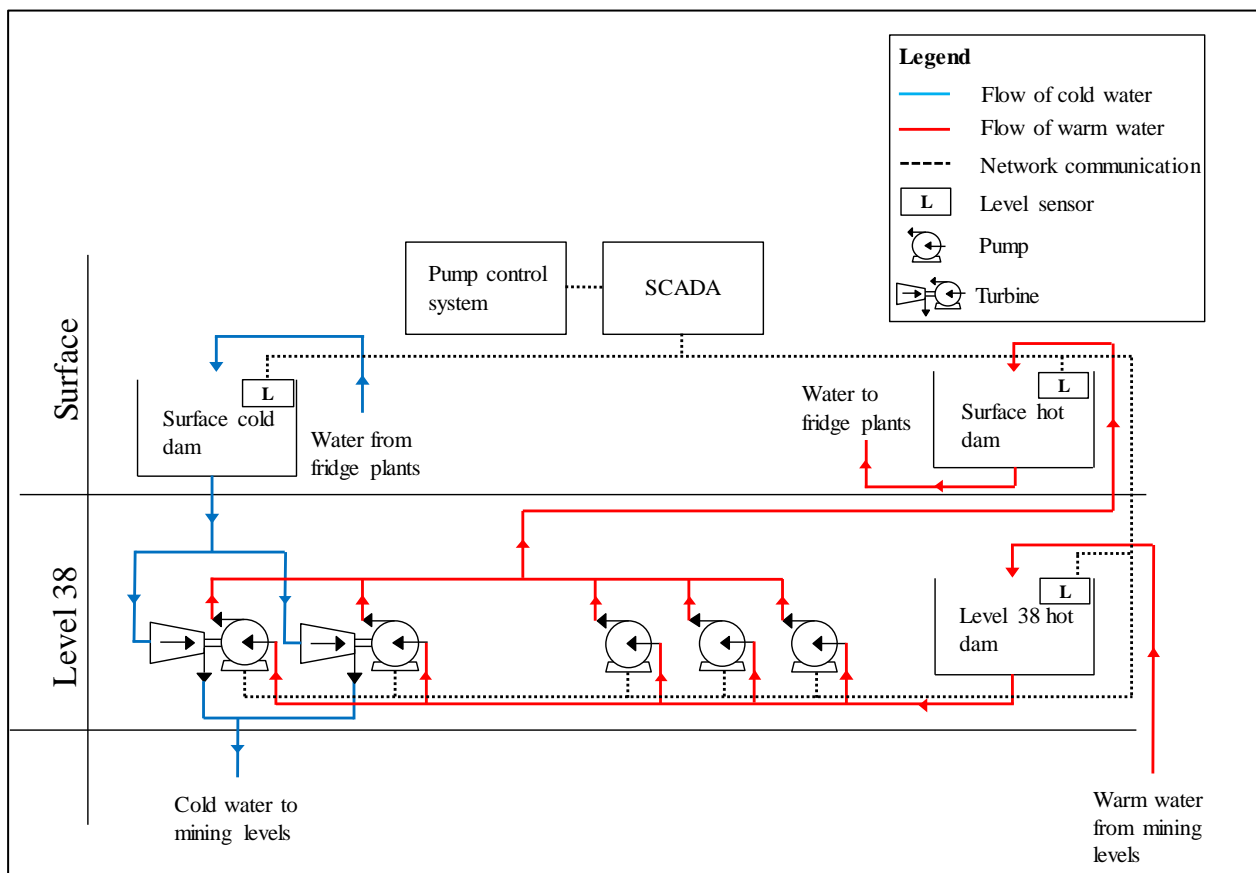 Legend
Flow of cold water
Flow of warm water
Network communication
L
Level sensor
Pump
Turbine
Surface
Pump control
system
SCADA
L
Surface cold
dam
Water from
fridge plants
Water to
fridge plants
L
Surface hot
dam
Level 38
L
Level 38 hot
dam
Cold water to
mining levels
Warm water
from mining
levels